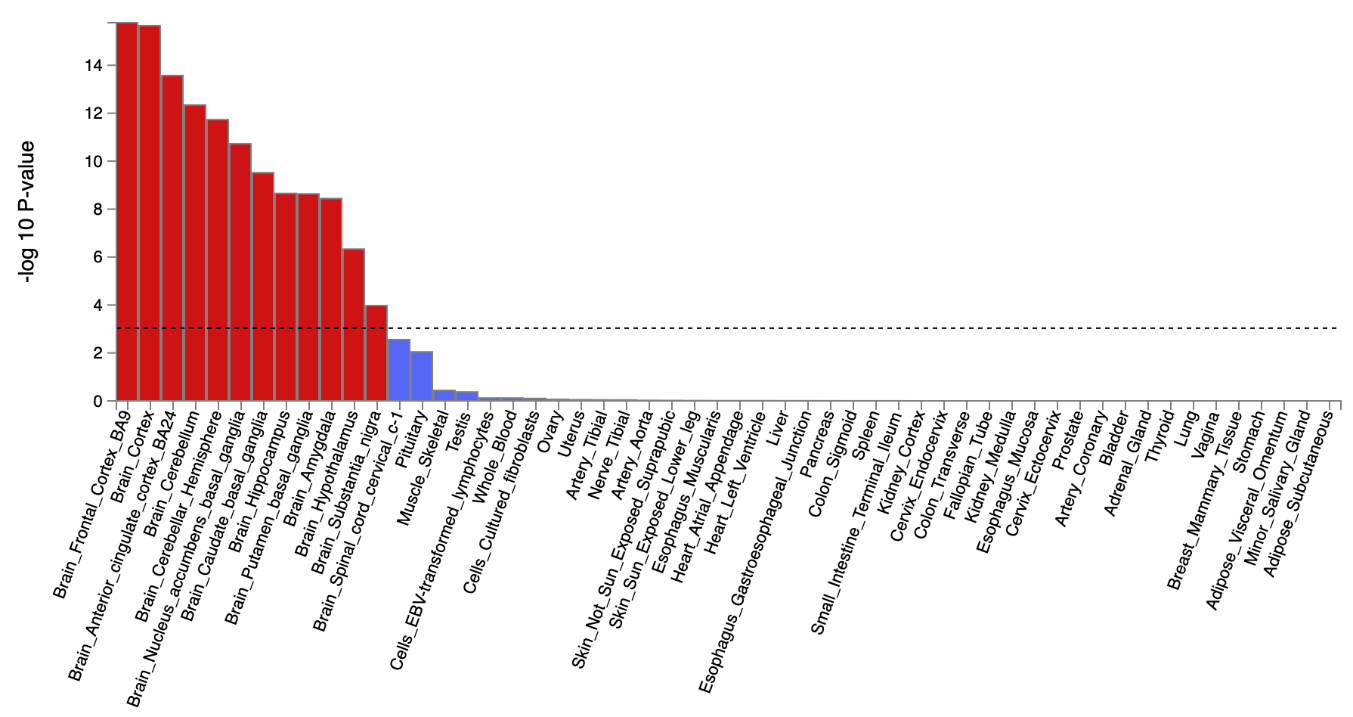 -log 10 P-value
14
12
10
8
6
4
2
0
Brain_Frontal_Cortex_BA9
Brain_Cortex
Brain_Anterior_cingulate_cortex_BA24
Brain_Cerebellum
Brain_Cerebellar_Hemisphere
Brain_Nucleus_accumbens_basal_ganglia
Brain_Caudate_basal_ganglia
Brain_Hippocampus
Brain_Putamen_basal_ganglia
Brain_Amygdala
Brain_Hypothalamus
Brain_Substantia_nigra
Brain_Spinal_cord_cervical_c-1
Pituitary
Muscle_Skeletal
Testis
Cells_EBV-transformed_lymphocytes
Whole_Blood
Cells_Cultured_fibroblasts
Ovary
Uterus
Artery_Tibial
Nerve_Tibial
Artery_Aorta
Skin_Not_Sun_Exposed_Suprapubic
Skin_Sun_Exposed_Lower_leg
Esophagus_Muscularis
Heart_Atrial_Appendage
Heart_Left_Ventricle
Liver
Esophagus_Gastroesophageal_Junction
Pancreas
Colon_Sigmoid
Spleen
Small_Intestine_Terminal_Ileum
Kidney_Cortex
Cervix_Endocervix
Colon_Transverse
Fallopian_Tube
Kidney_Medulla
Esophagus_Mucosa
Cervix_Ectocervix
Prostate
Artery_Coronary
Bladder
Adrenal_Gland
Thyroid
Lung
Vagina
Breast_Mammary_Tissue
Stomach
Adipose_Visceral_Omentum
Minor_Salivary_Gland
Adipose_Subcutaneous